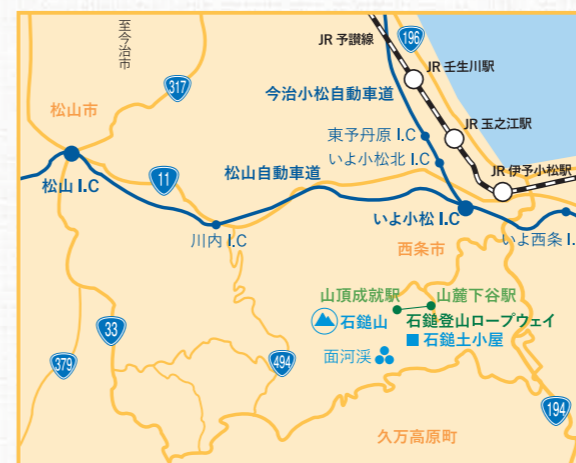 至今治市
JR 予讃線
196
JR 壬生川駅
317
今治小松自動車道
松山市
JR 玉之江駅
東予丹原 I.C
いよ小松北 I.C
松山 I.C
11
松山自動車道
JR 伊予小松駅
いよ小松 I.C
川内 I.C
西条市
いよ西条 I.
山頂成就駅
山麓下谷駅
石鎚山
石鎚登山ロープウェイ
石鎚土小屋
33
面河渓
379
494
194
久万高原町